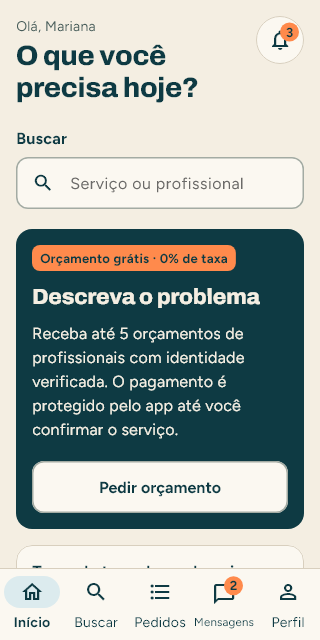 Olá, Mariana
O que você
precisa hoje?
3
Buscar
Serviço ou profissional
Orçamento grátis · 0% de taxa
Descreva o problema
Receba até 5 orçamentos de
profissionais com identidade
verificada. O pagamento é
protegido pelo app até você
confirmar o serviço.
Pedir orçamento
2
Início
Buscar
Pedidos
Mensagens
Perfil